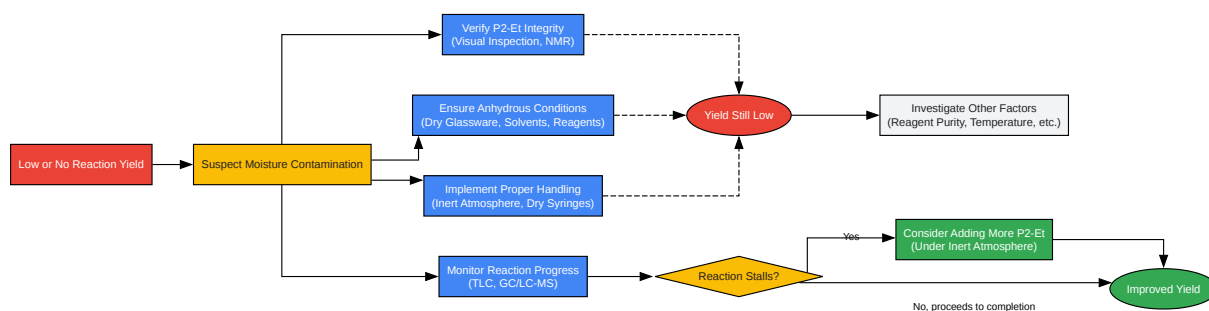 Verify P2-Et Integrity
(Visual Inspection, NMR)
Ensure Anhydrous Conditions
(Dry Glassware, Solvents, Reagents)
Yield Still Low
Investigate Other Factors
(Reagent Purity, Temperature, etc.)
Low or No Reaction Yield
Suspect Moisture Contamination
Implement Proper Handling
(Inert Atmosphere, Dry Syringes)
Yes
Consider Adding More P2-Et
(Under Inert Atmosphere)
Monitor Reaction Progress
(TLC, GC/LC-MS)
Reaction Stalls?
Improved Yield
No, proceeds to completion